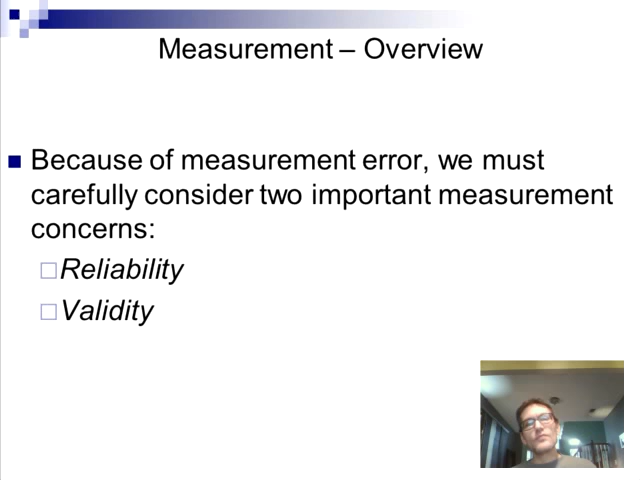 Measurement – Overview
Because of measurement error, we must
carefully consider two important measurement
concerns:
Reliability
Validity